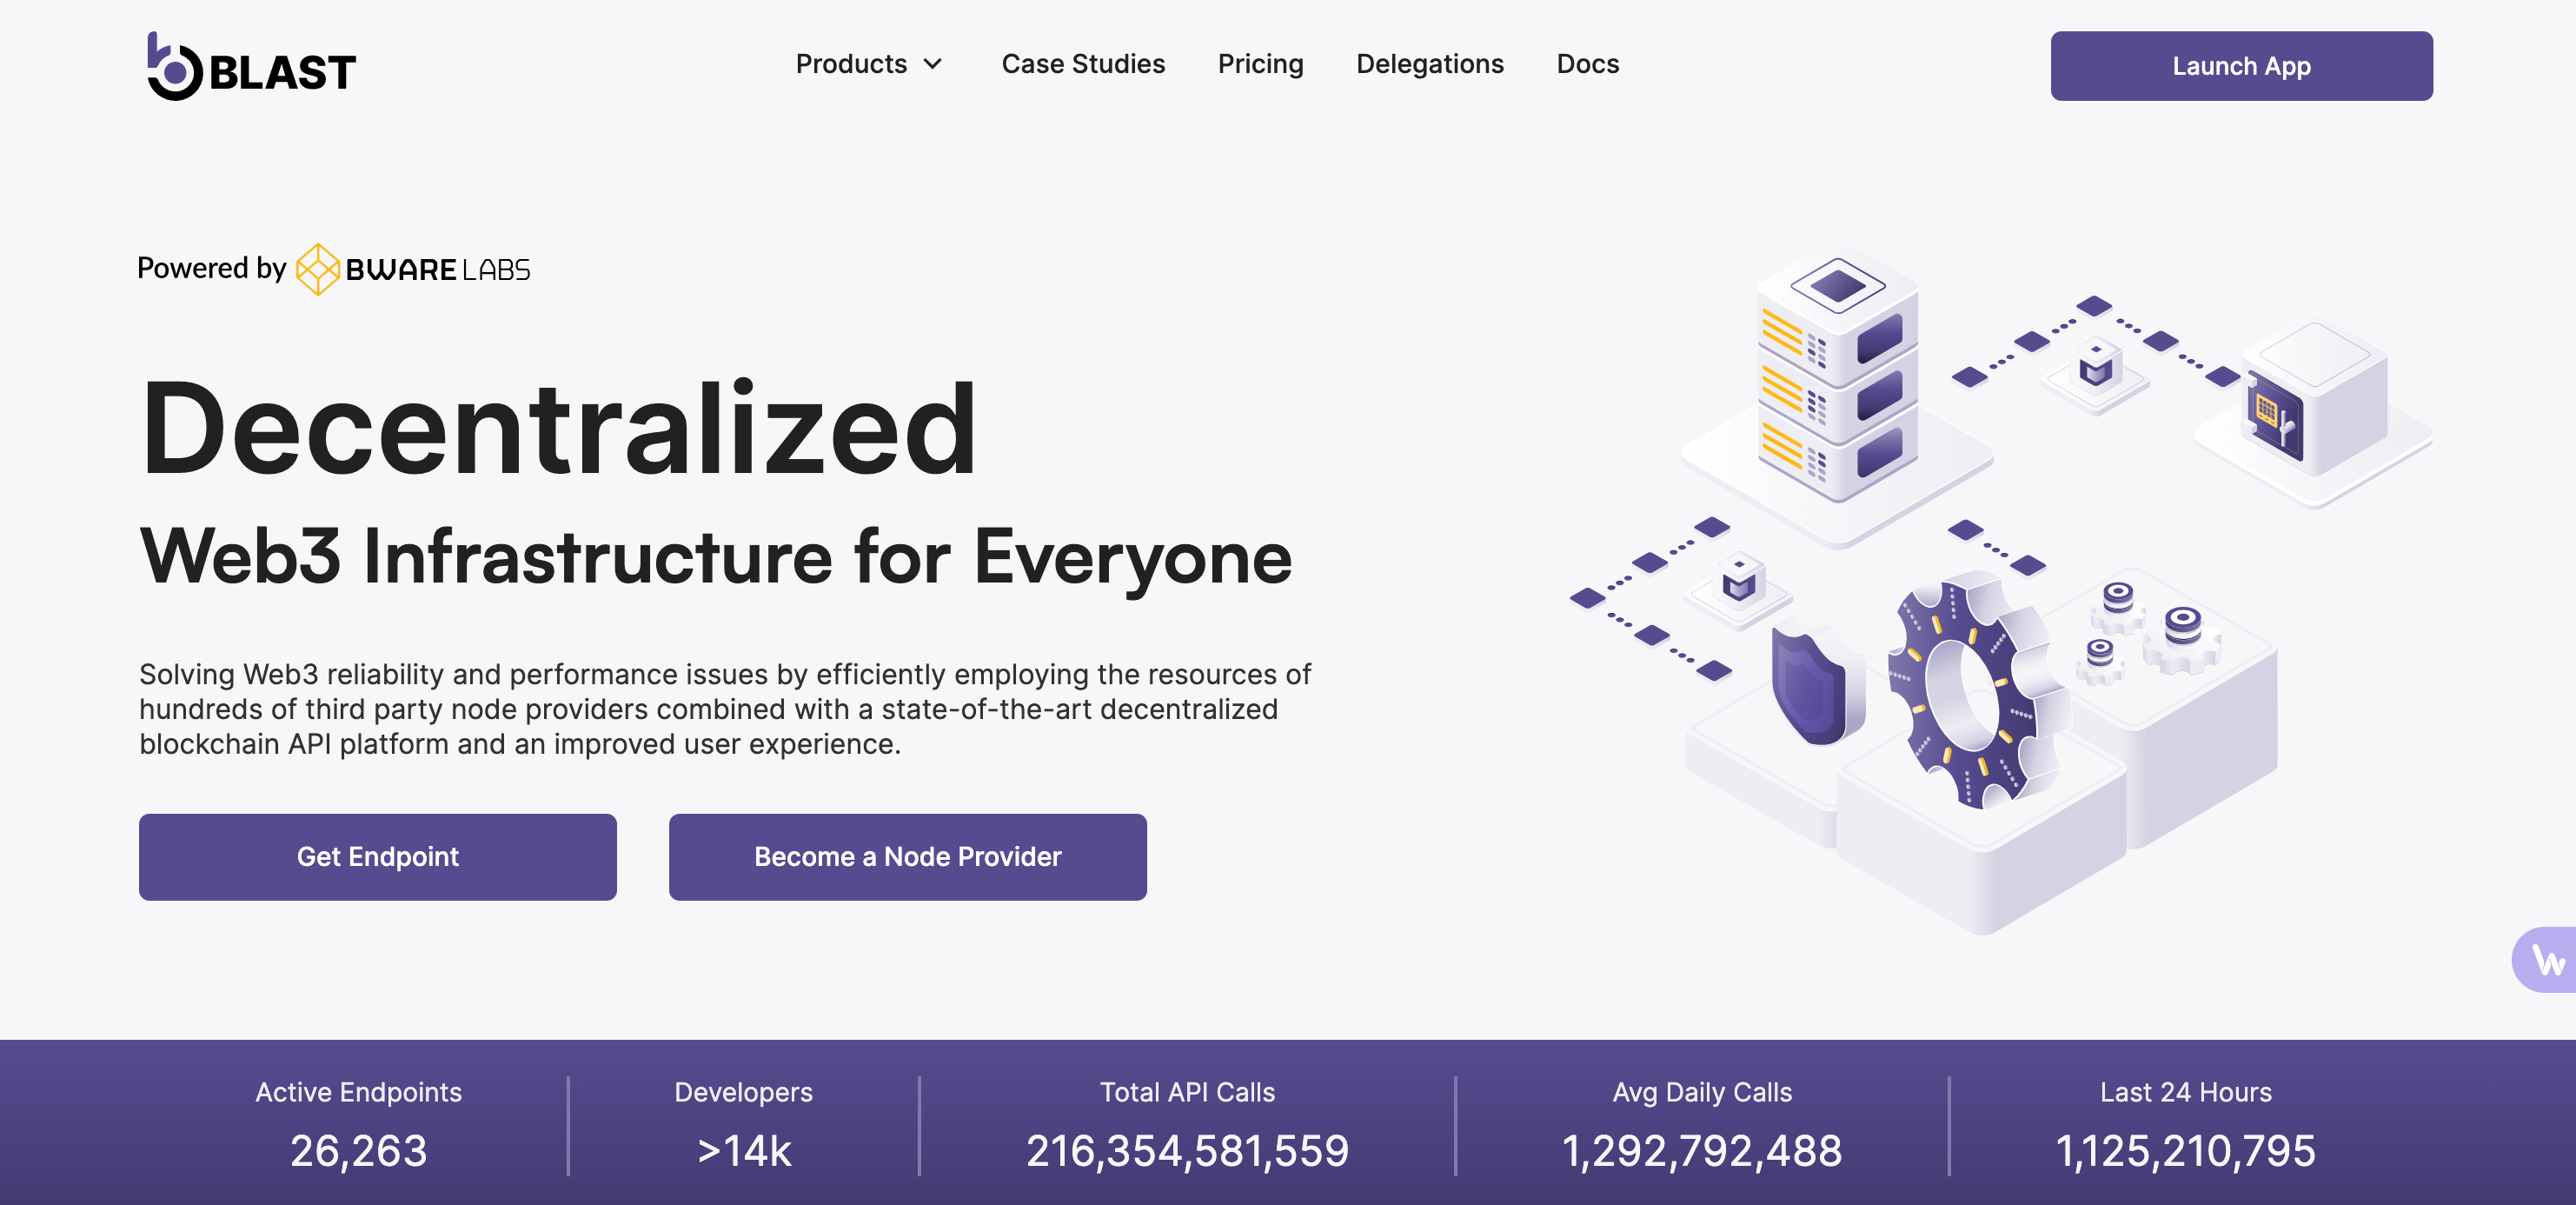 BLAST
Products
Case Studies
Pricing
Delegations
Docs
Launch App
Powered by BWARE LABS
Decentralized
Web3 Infrastructure for Everyone
Solving Web3 reliability and performance issues by efficiently employing the resources of
hundreds of third party node providers combined with a state-of-the-art decentralized
blockchain API platform and an improved user experience.
Get Endpoint
Become a Node Provider
Active Endpoints
26,263
Developers
>14k
Total API Calls
216,354,581,559
Avg Daily Calls
1,292,792,488
Last 24 Hours
1,125,210,795